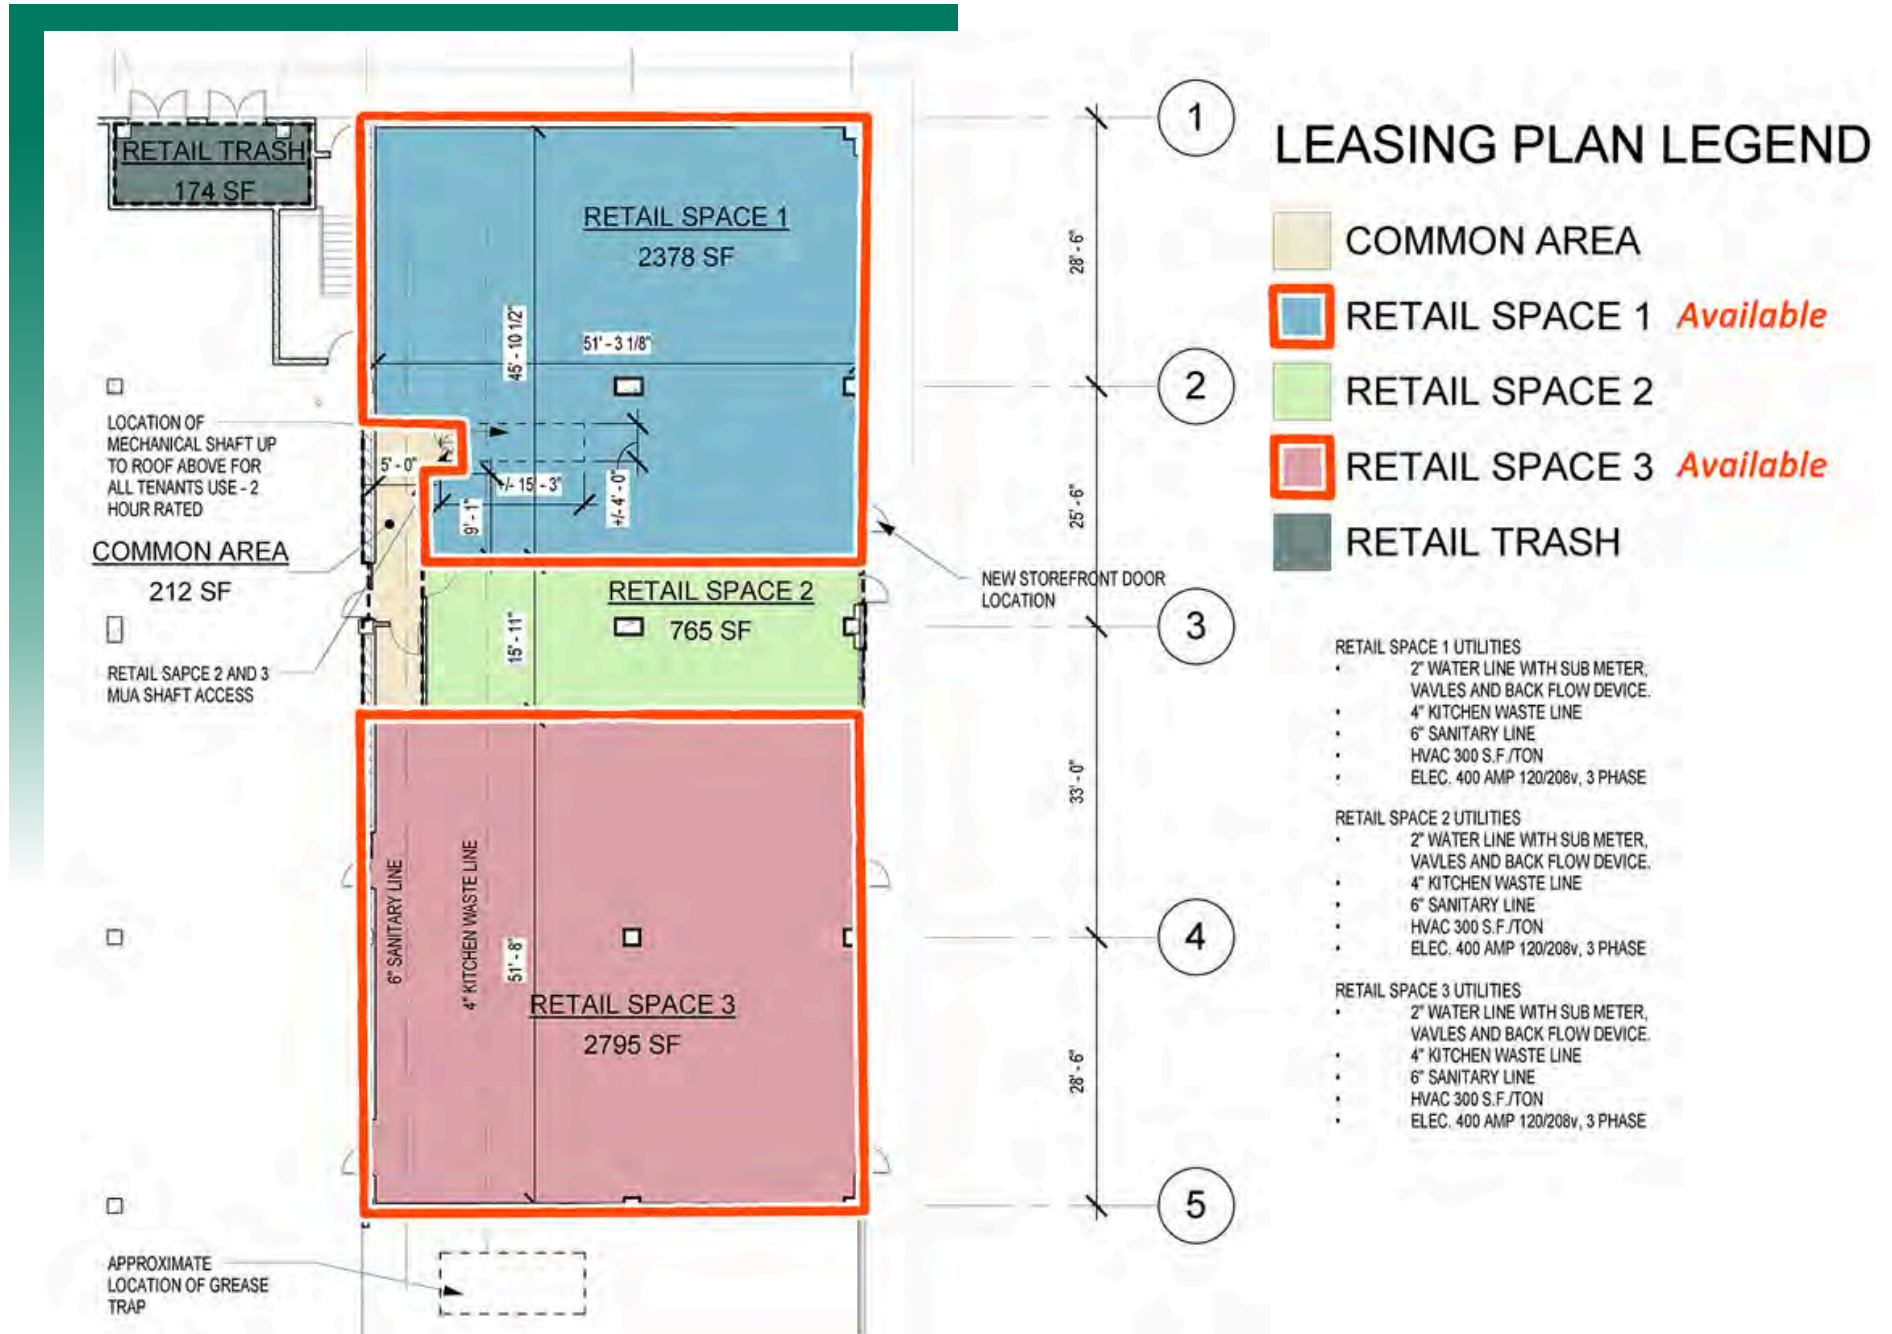 RETAIL TRASH
174 SF
RETAIL SPACE 1
2378 SF
45' - 10 1/2"
51' - 3 1/8"
LOCATION OF
MECHANICAL SHAFT UP
TO ROOF ABOVE FOR
ALL TENANTS USE - 2
HOUR RATED
5' - 0"
+/- 15' - 3"
9' - 1"
+/- 4' - 0"
COMMON AREA
212 SF
RETAIL SPACE 2
765 SF
15' - 11"
NEW STOREFRONT DOOR
LOCATION
RETAIL SAPCE 2 AND 3
MUA SHAFT ACCESS
6" SANITARY LINE
4" KITCHEN WASTE LINE
51' - 8"
RETAIL SPACE 3
2795 SF
APPROXIMATE
LOCATION OF GREASE
TRAP
1
28' - 6"
2
25' - 6"
3
33' - 0"
4
28' - 6"
5
LEASING PLAN LEGEND
COMMON AREA
RETAIL SPACE 1 Available
RETAIL SPACE 2
RETAIL SPACE 3 Available
RETAIL TRASH
RETAIL SPACE 1 UTILITIES
• 2" WATER LINE WITH SUB METER,
VAVLES AND BACK FLOW DEVICE.
• 4" KITCHEN WASTE LINE
• 6" SANITARY LINE
• HVAC 300 S.F./TON
• ELEC. 400 AMP 120/208v, 3 PHASE
RETAIL SPACE 2 UTILITIES
• 2" WATER LINE WITH SUB METER,
VAVLES AND BACK FLOW DEVICE.
• 4" KITCHEN WASTE LINE
• 6" SANITARY LINE
• HVAC 300 S.F./TON
• ELEC. 400 AMP 120/208v, 3 PHASE
RETAIL SPACE 3 UTILITIES
• 2" WATER LINE WITH SUB METER,
VAVLES AND BACK FLOW DEVICE.
• 4" KITCHEN WASTE LINE
• 6" SANITARY LINE
• HVAC 300 S.F./TON
• ELEC. 400 AMP 120/208v, 3 PHASE